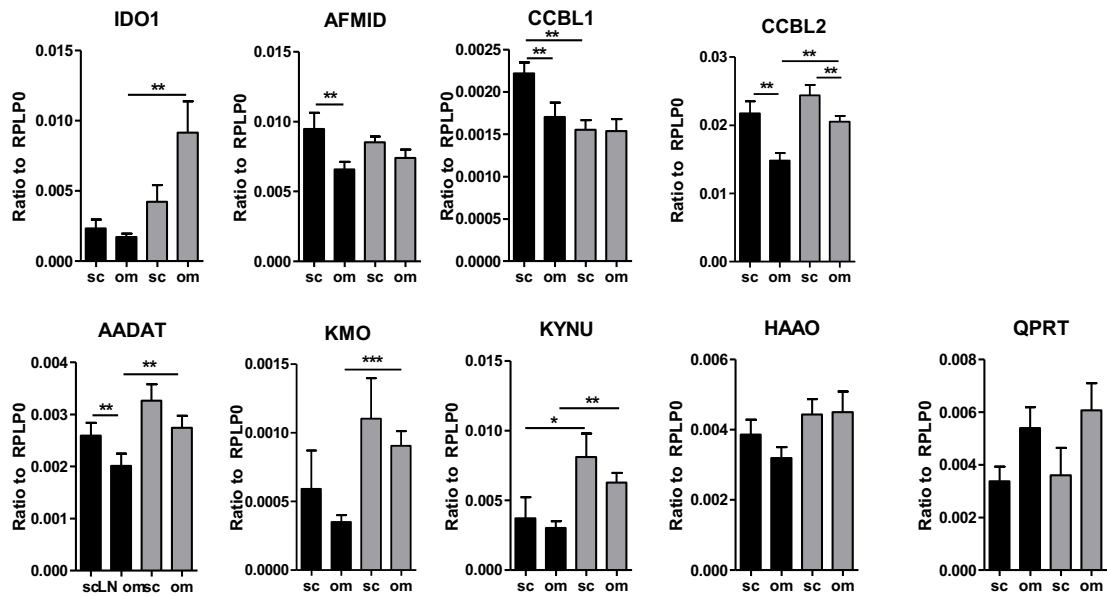 IDO1
Ratio to RPLP0
0.015
0.010
0.005
0.000
**
sc om sc om
AFMID
Ratio to RPLP0
0.015
0.010
0.005
0.000
**
sc om sc om
CCBL1
Ratio to RPLP0
0.0025
0.0020
0.0015
0.0010
0.0005
0.0000
**
**
sc om sc om
CCBL2
Ratio to RPLP0
0.03
0.02
0.01
0.00
**
**
**
sc om sc om
AADAT
Ratio to RPLP0
0.004
0.003
0.002
0.001
0.000
**
**
scLN omsc om
KMO
Ratio to RPLP0
0.0015
0.0010
0.0005
0.0000
***
sc om sc om
KYNU
Ratio to RPLP0
0.015
0.010
0.005
0.000
**
*
sc om sc om
HAAO
Ratio to RPLP0
0.006
0.004
0.002
0.000
sc om sc om
QPRT
Ratio to RPLP0
0.008
0.006
0.004
0.002
0.000
sc om sc om